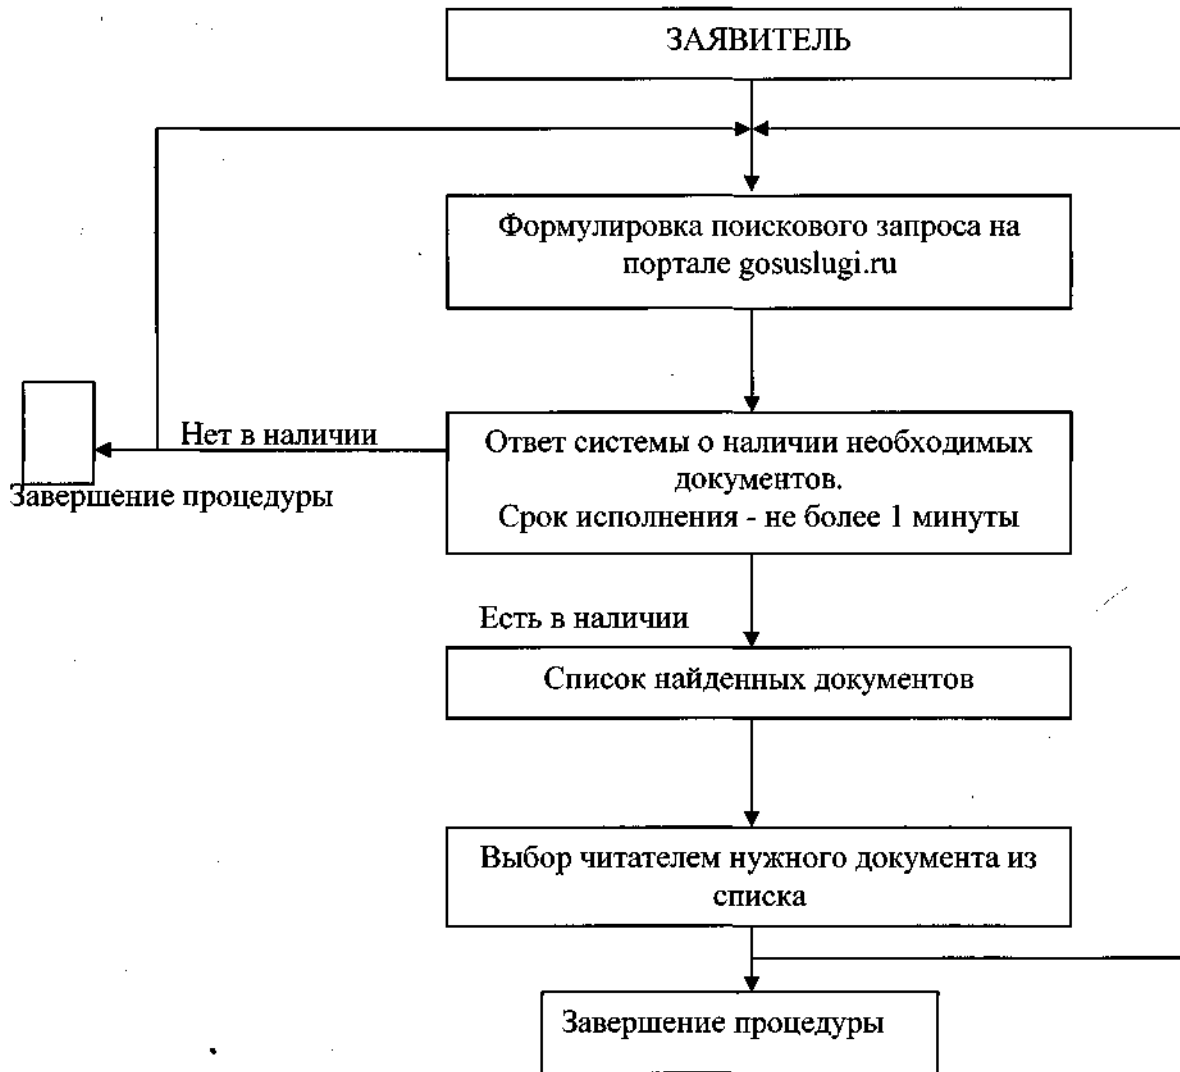 ЗАЯВИТЕЛЬ
Формулировка поискового запроса на
портале gosuslugi.ru
Нет в наличии
Ответ системы о наличии необходимых
документов.
Срок исполнения - не более 1 минуты
Завершение процедуры
Есть в наличии
Список найденных документов
Выбор читателем нужного документа из
списка
Завершение процедуры